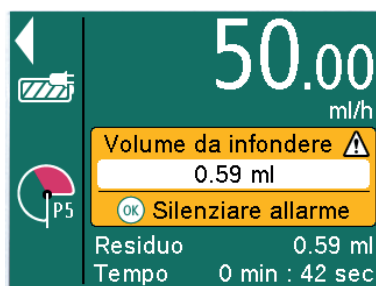 50.00
ml/h
Volume da infondere
0.59 ml
OK Silenziare allarme
P5
Residuo 0.59 ml
Tempo 0 min : 42 sec